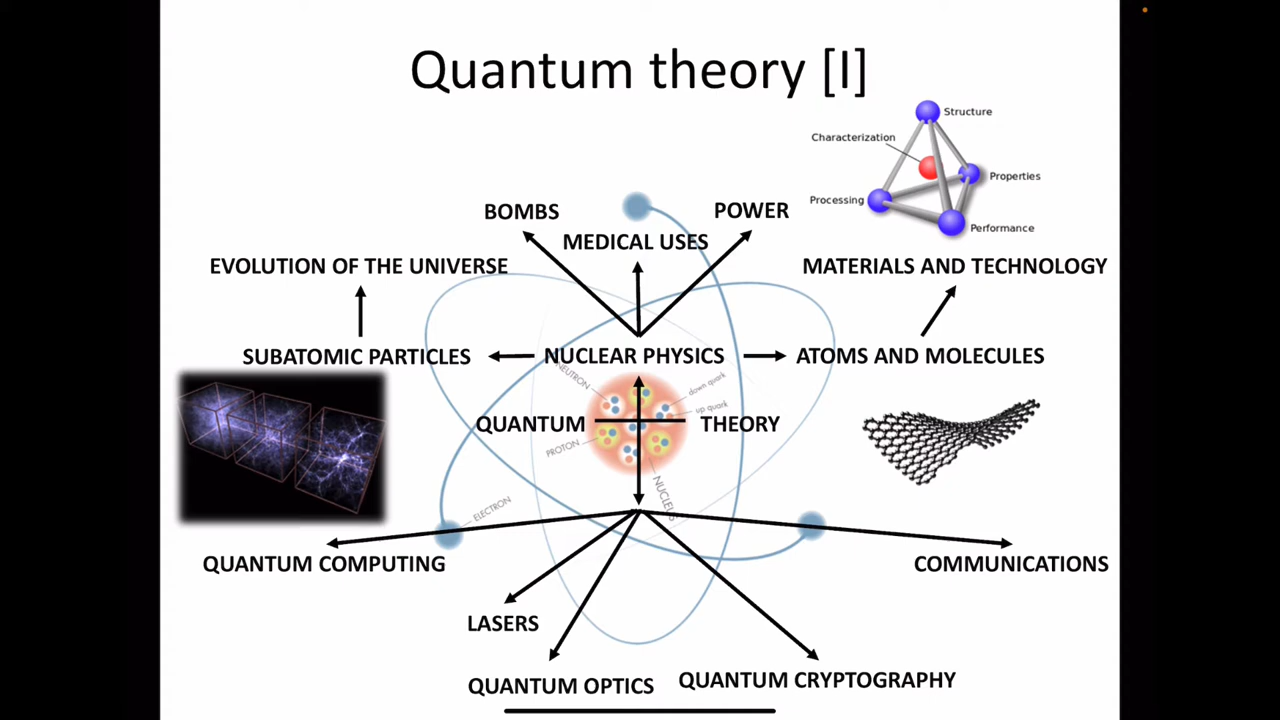 Quantum theory [I]
Structure
Characterization
Properties
Processing
Performance
BOMBS
POWER
MEDICAL USES
EVOLUTION OF THE UNIVERSE
MATERIALS AND TECHNOLOGY
SUBATOMIC PARTICLES
NUCLEAR PHYSICS
ATOMS AND MOLECULES
NEUTRON
down quark
up quark
QUANTUM THEORY
PROTON
NUCLEUS
ELECTRON
QUANTUM COMPUTING
COMMUNICATIONS
LASERS
QUANTUM OPTICS
QUANTUM CRYPTOGRAPHY